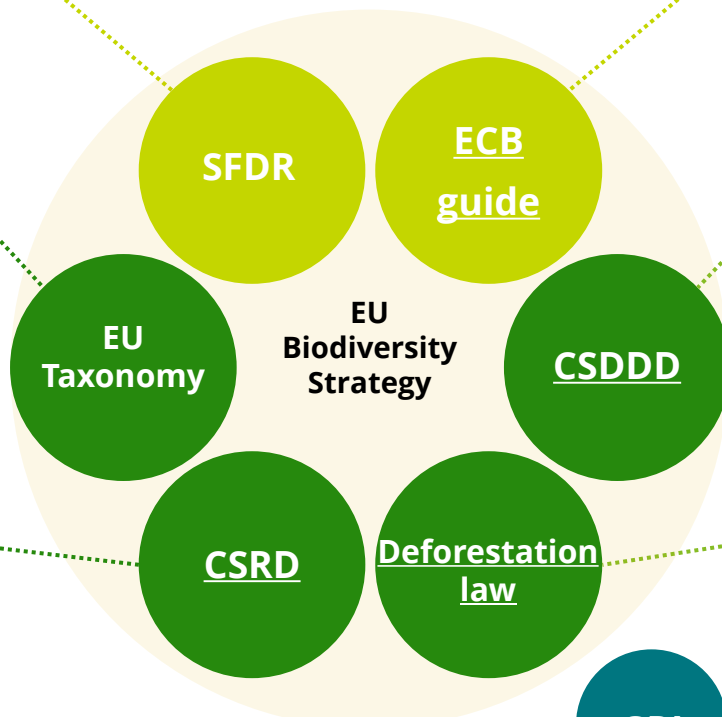 SFDR
ECB
guide
EU
Biodiversity
Strategy
EU
Taxonomy
CSDDD
CSRD
Deforestation
law